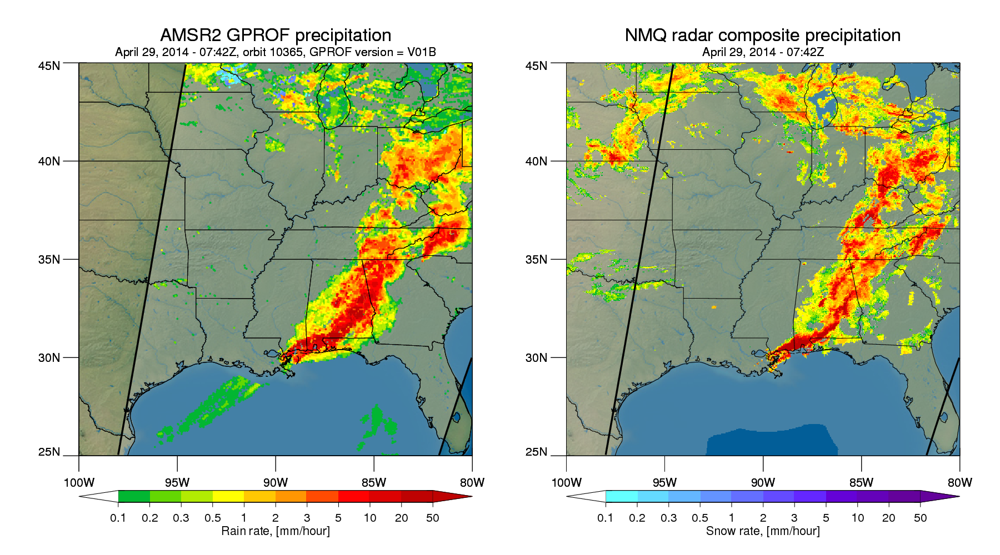 AMSR2 GPROF precipitation
April 29, 2014 - 07:42Z, orbit 10365, GPROF version = V01B
45N
40N
35N
30N
25N
100W 95W 90W 85W 80W
0.1 0.2 0.3 0.5 1 2 3 5 10 20 50
Rain rate, [mm/hour]
NMQ radar composite precipitation
April 29, 2014 - 07:42Z
45N
40N
35N
30N
25N
100W 95W 90W 85W 80W
0.1 0.2 0.3 0.5 1 2 3 5 10 20 50
Snow rate, [mm/hour]